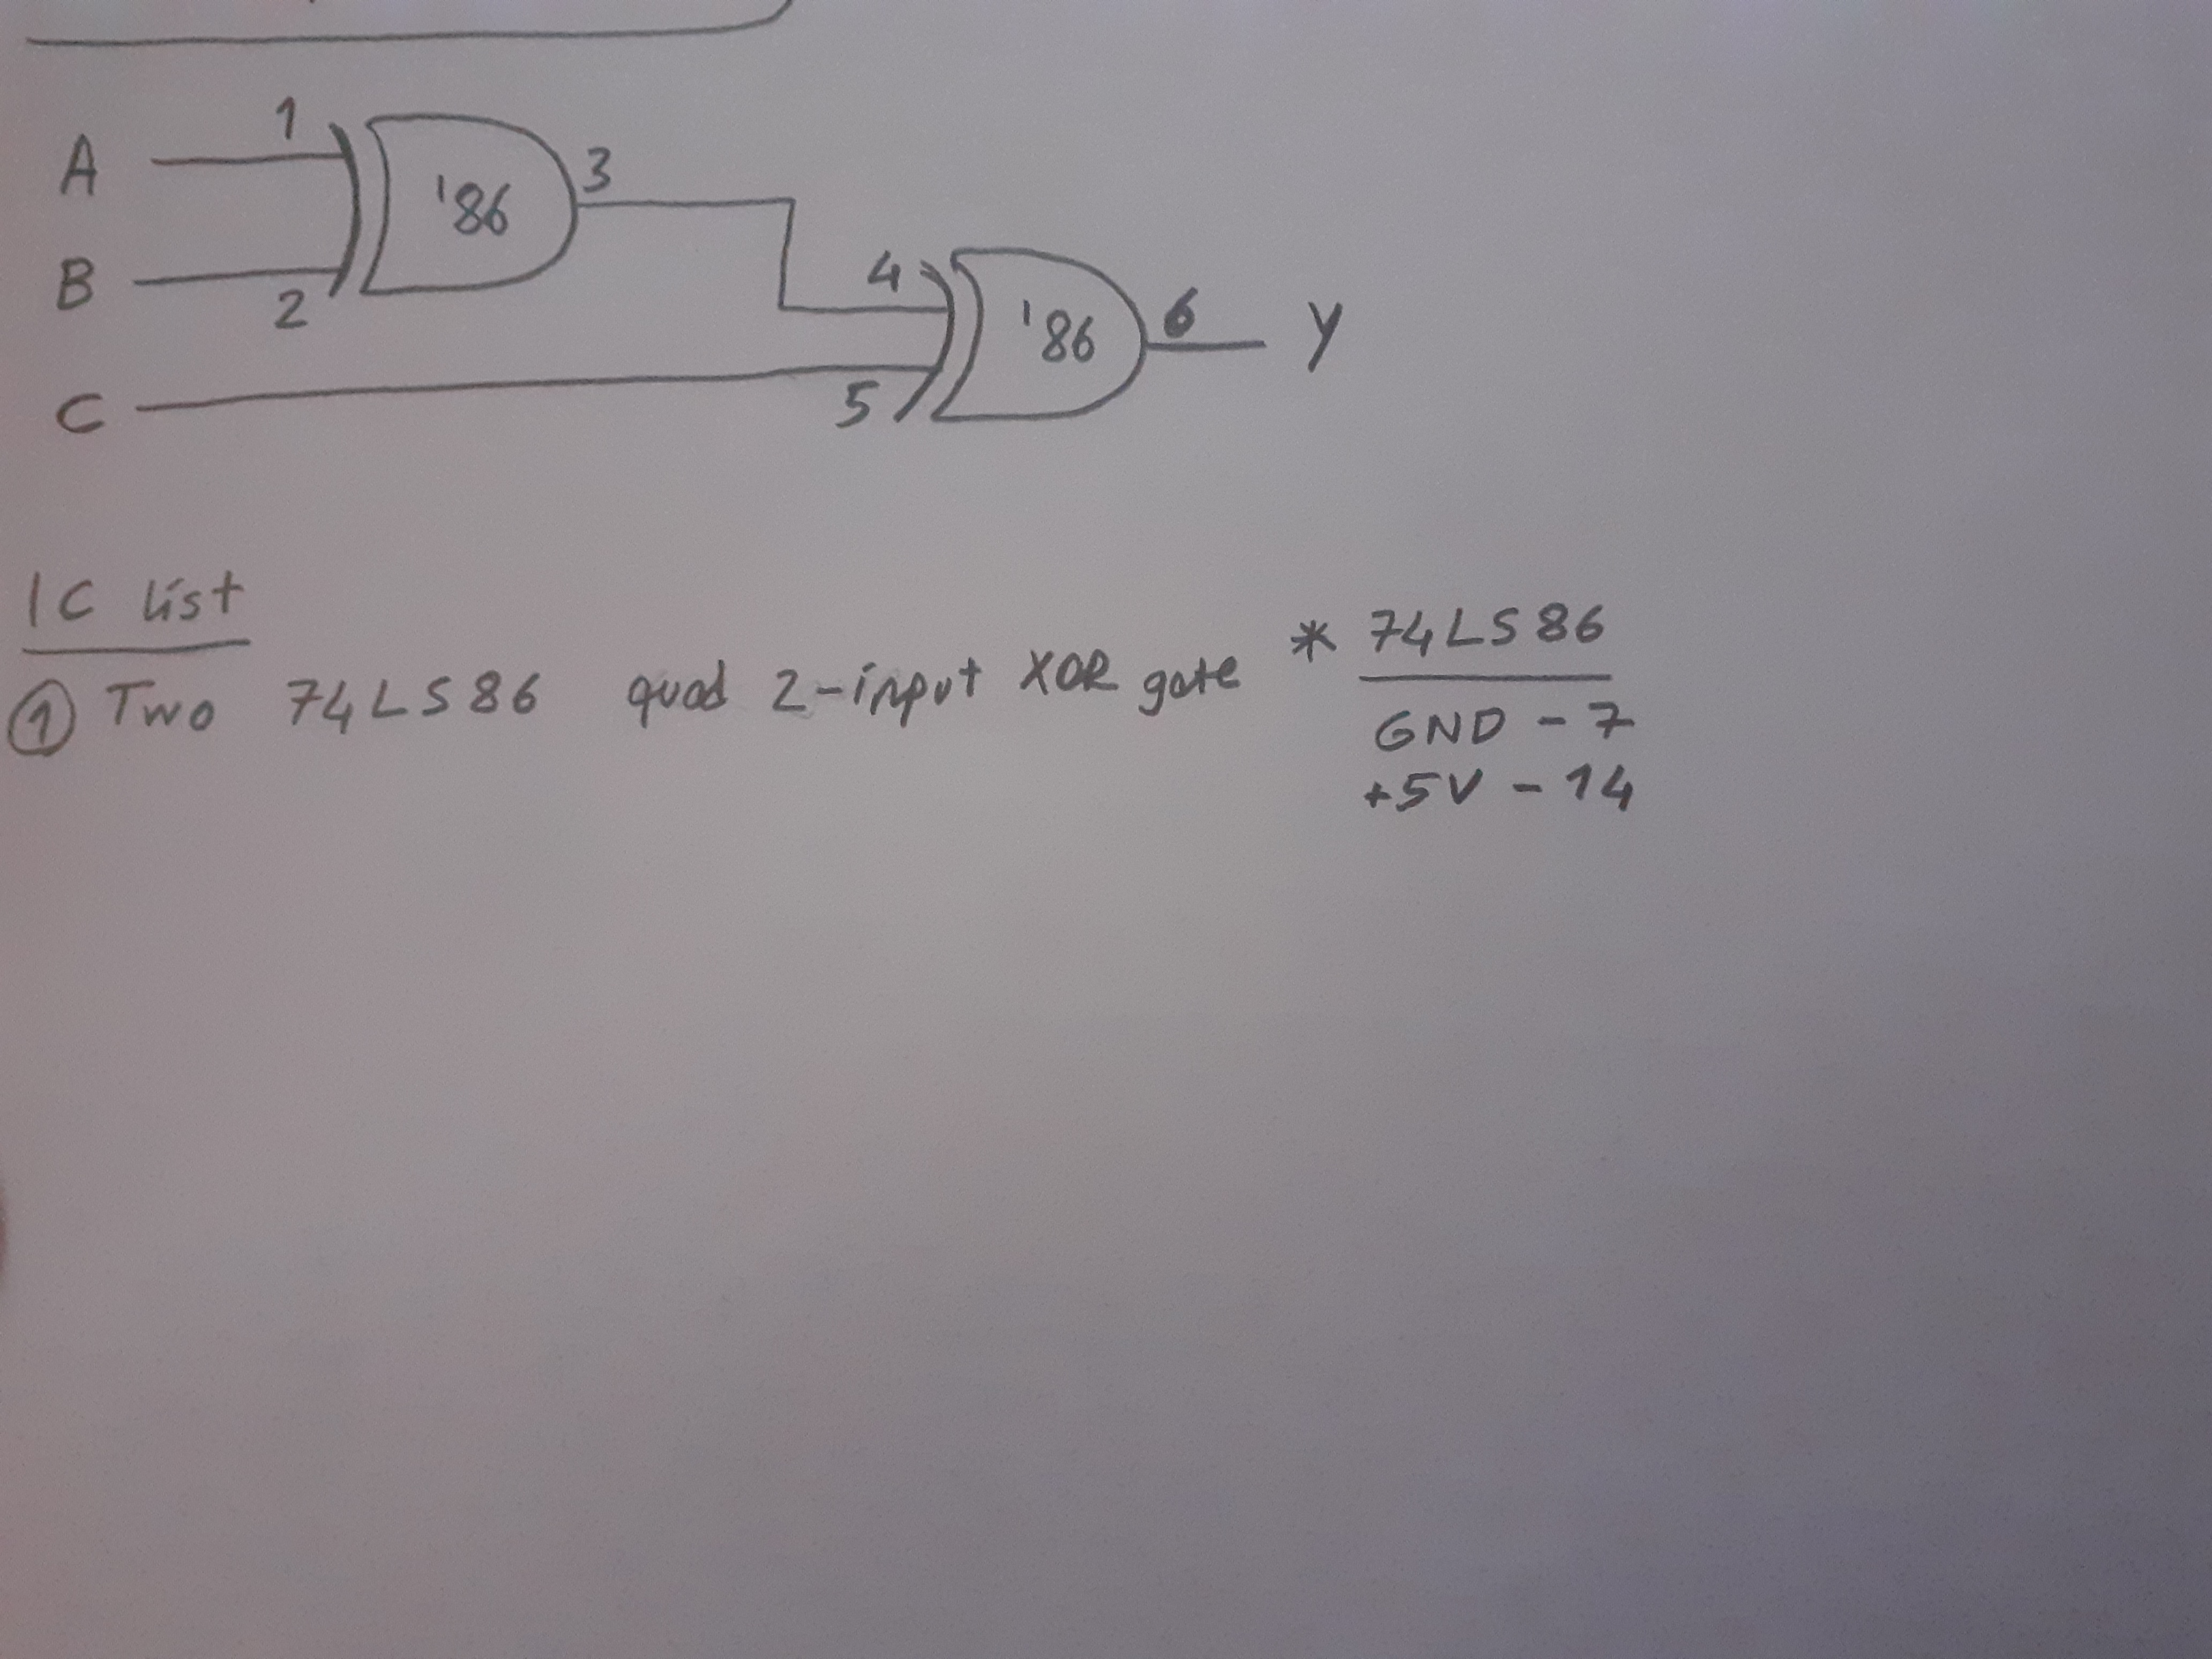 A
1
'86
3
B
2
4
'86
6
Y
C
5
IC list
① Two 74LS86 quad 2-input XOR gate
* 74LS86
GND - 7
+5V - 14